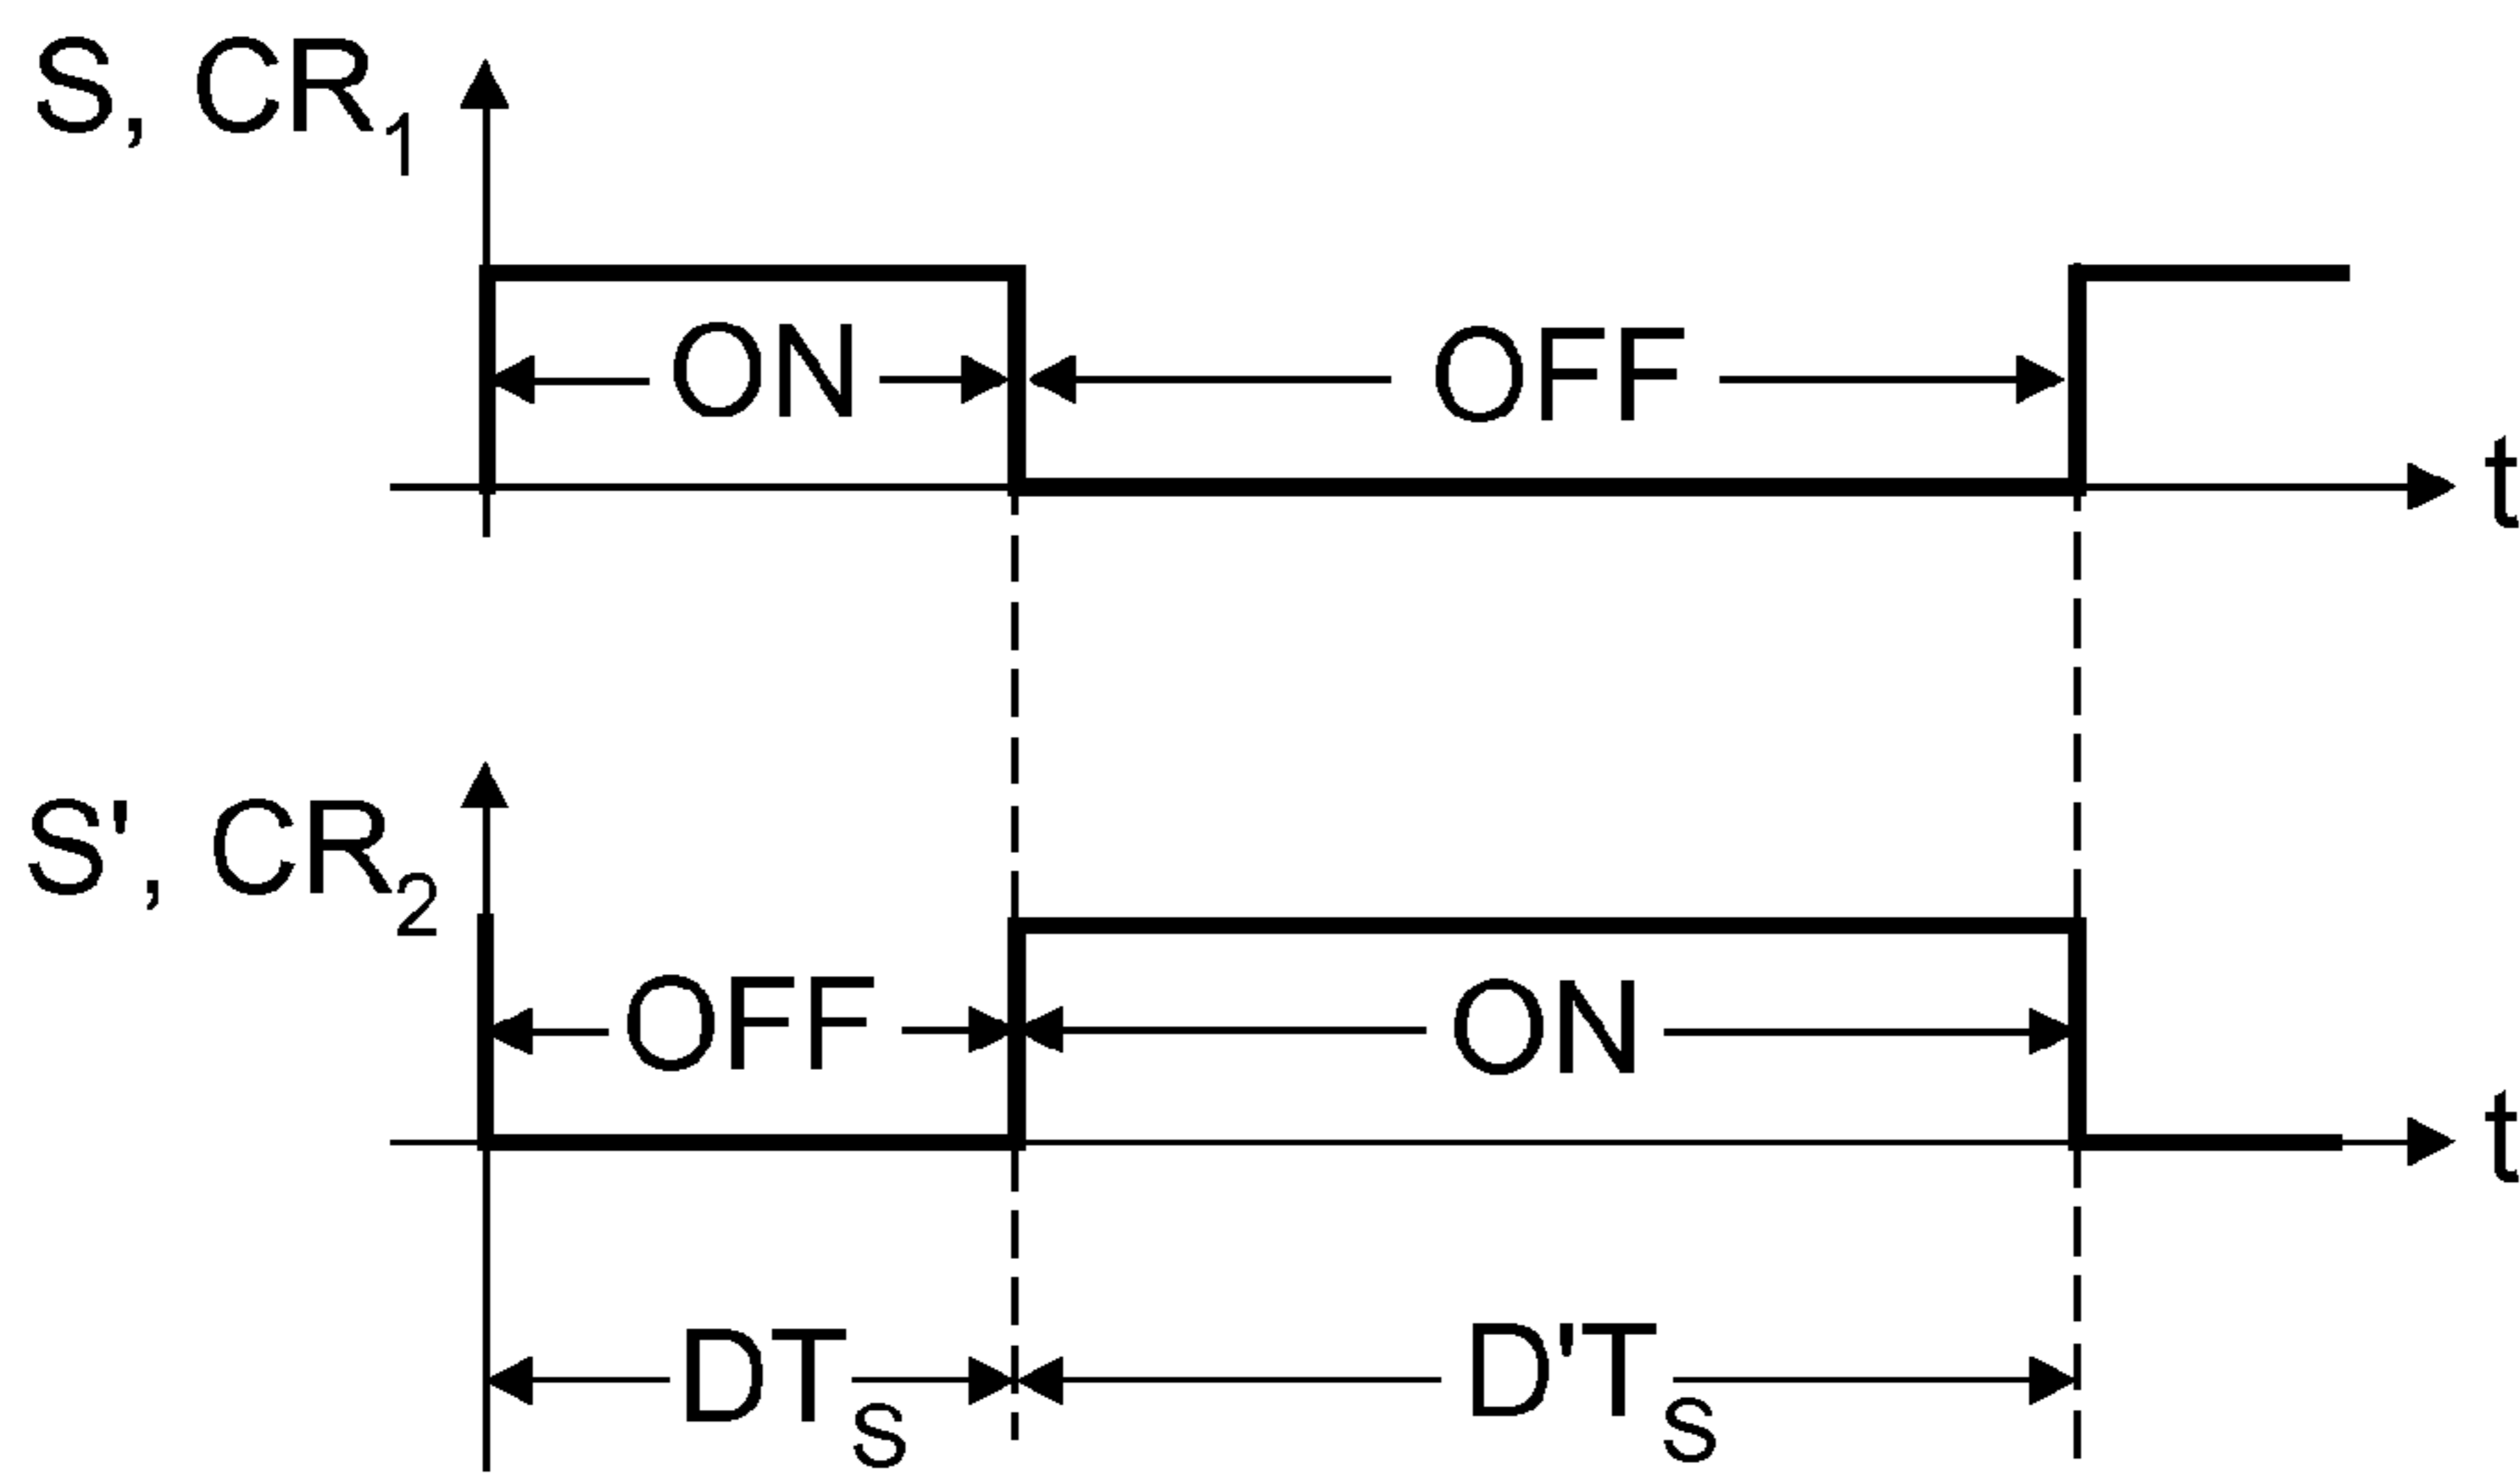 S, CR1
ON OFF
t
S', CR2
OFF ON
t
DTS D'TS